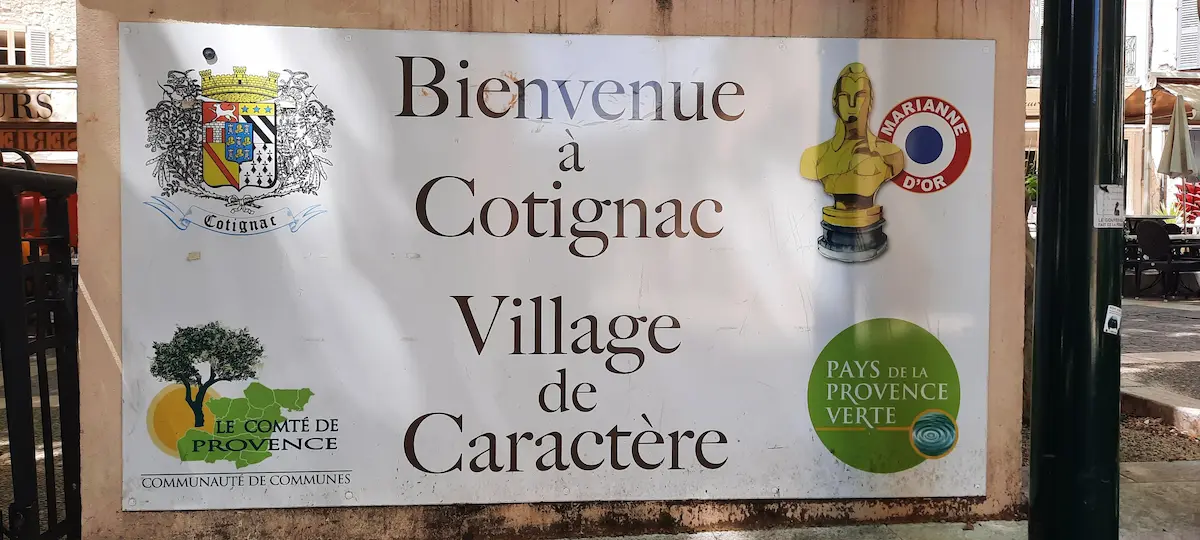 Bienvenue
à
Cotignac
Village
de
Caractère
Cotignac
MARIANNE
D'OR
LE COMTÉ DE
PROVENCE
COMMUNAUTÉ DE COMMUNES
PAYS DE LA
PROVENCE
VERTE
URS